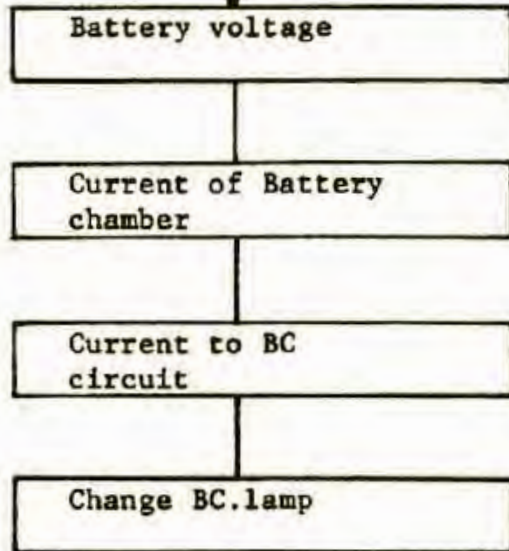 Battery voltage
Current of Battery
chamber
Current to BC
circuit
Change BC.lamp